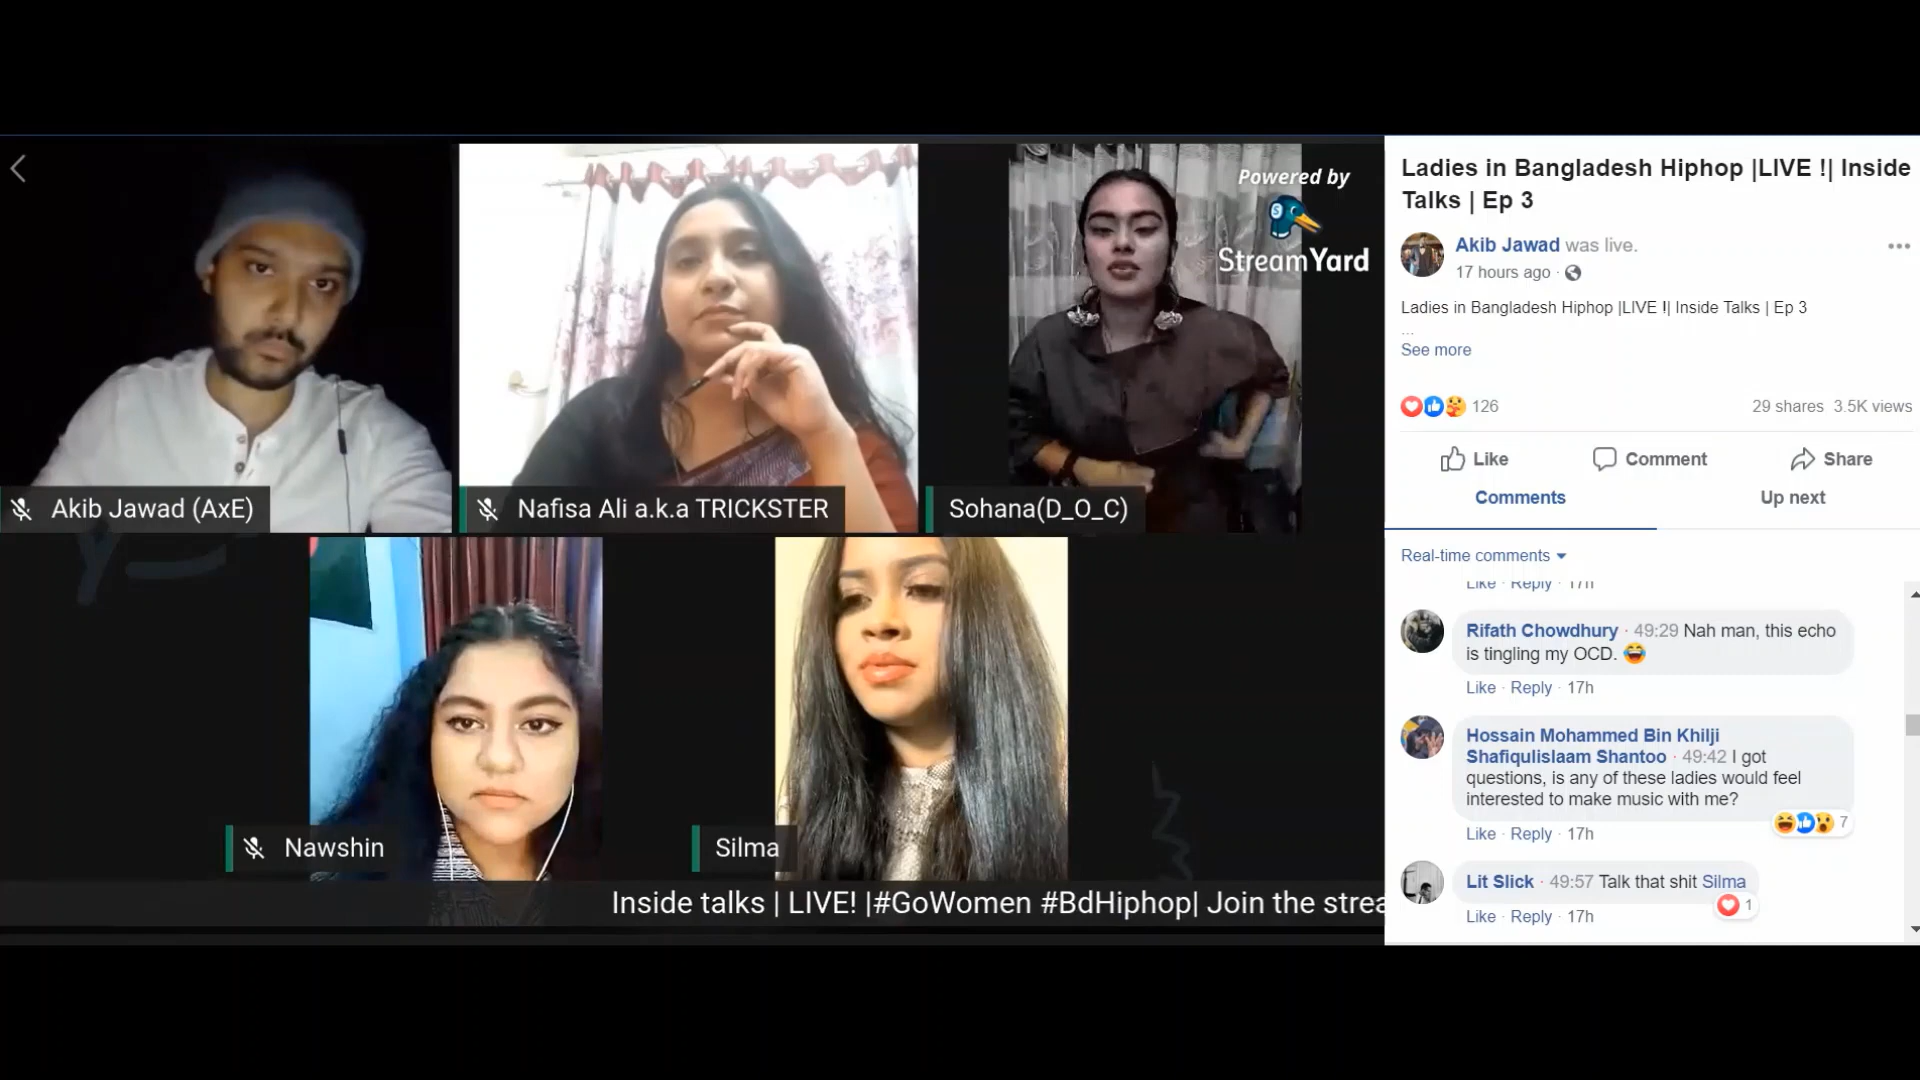 Powered by
StreamYard
Akib Jawad (AxE)
Nafisa Ali a.k.a TRICKSTER
Sohana(D_O_C)
Nawshin
Silma
Inside talks | LIVE! |#GoWomen #BdHiphop| Join the strea
Ladies in Bangladesh Hiphop |LIVE !| Inside
Talks | Ep 3
Akib Jawad was live.
17 hours ago ·
Ladies in Bangladesh Hiphop |LIVE !| Inside Talks | Ep 3
...
See more
126
29 shares 3.5K views
Like Comment Share
Comments Up next
Real-time comments
Like · Reply · 17h
Rifath Chowdhury · 49:29 Nah man, this echo
is tingling my OCD. 😂
Like · Reply · 17h
Hossain Mohammed Bin Khilji
Shafiqulislaam Shantoo · 49:42 I got
questions, is any of these ladies would feel
interested to make music with me?
7
Like · Reply · 17h
Lit Slick · 49:57 Talk that shit Silma
1
Like · Reply · 17h